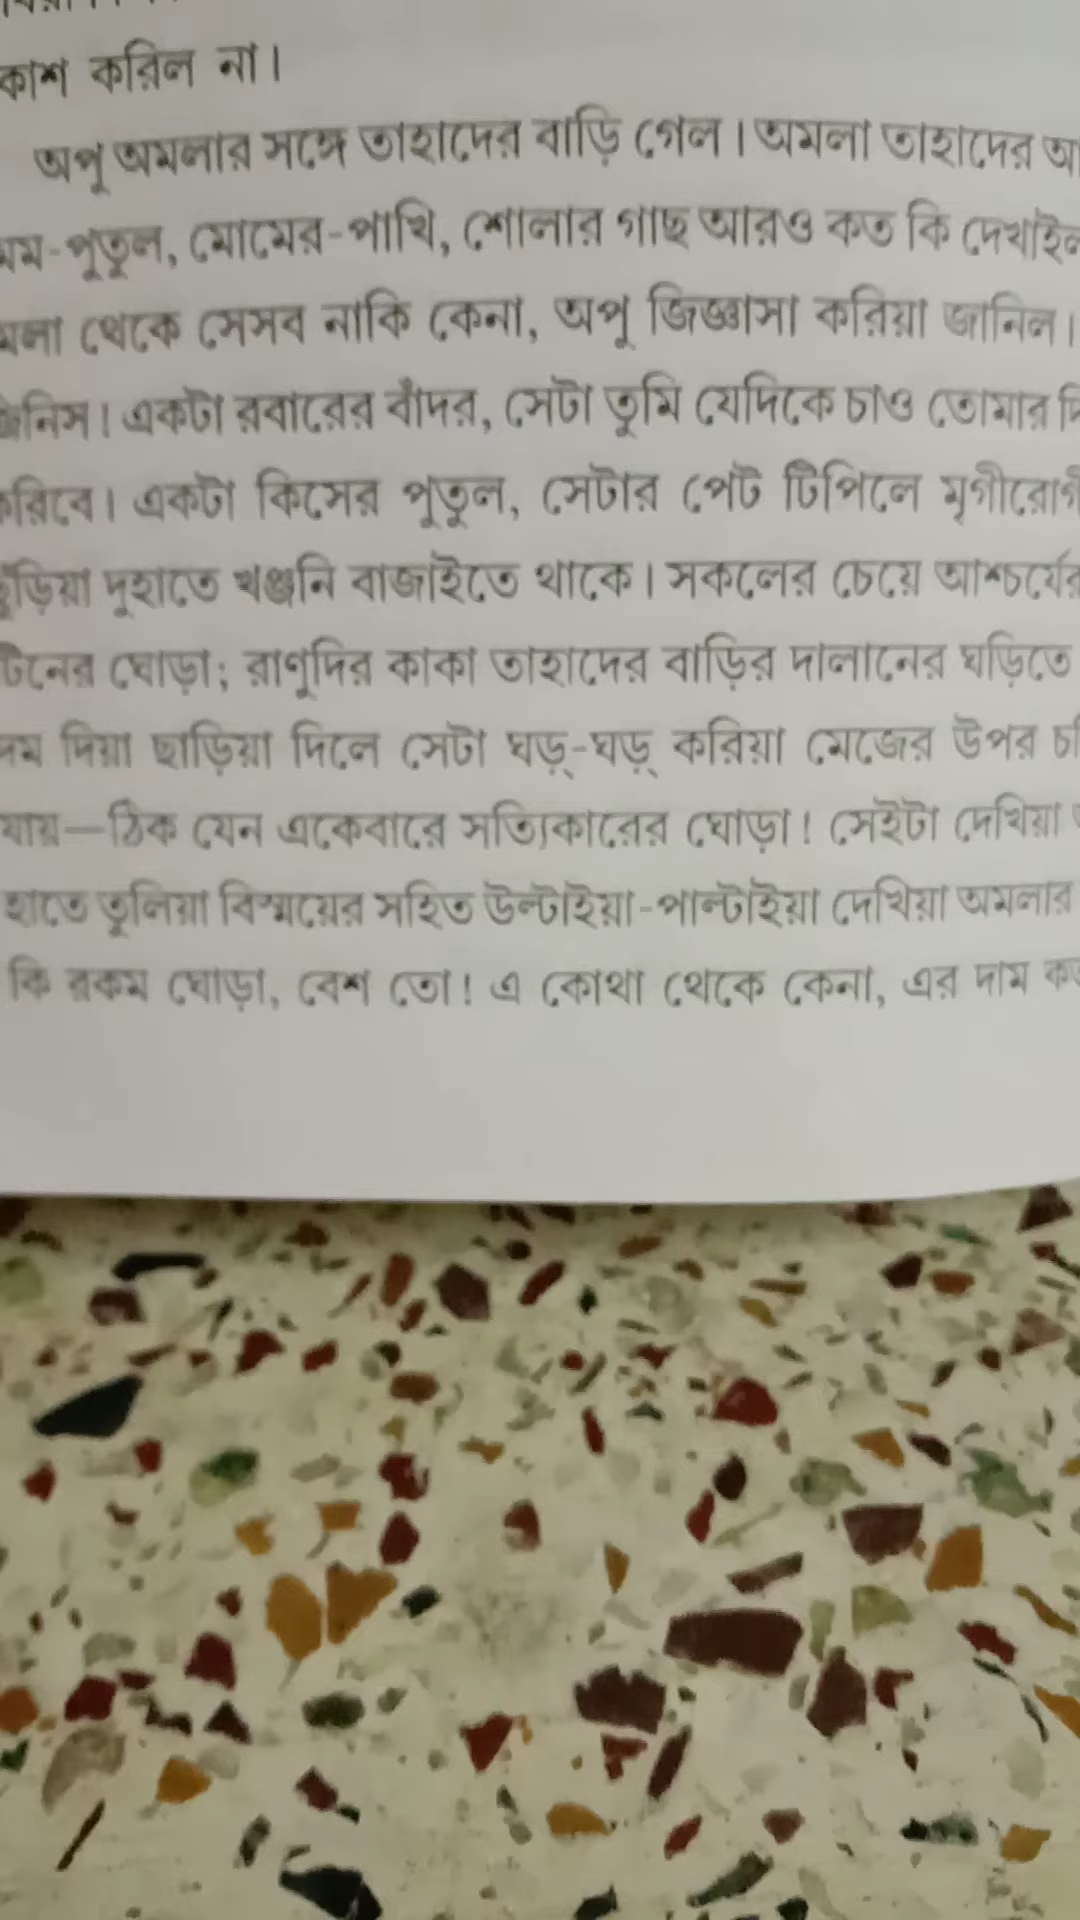 করিল না।
অপু অমলার সঙ্গে তাহাদের বাড়ি গেল। অমলা তাহাদের
পুতুল, মোমের-পাখি, শোলার গাছ আরও কত কি দেখাইল
থেকে সেসব নাকি কেনা, অপু জিজ্ঞাসা করিয়া জানিল।
একটা রবারের বাঁদর, সেটা তুমি যেদিকে চাও তোমার
একটা কিসের পুতুল, সেটার পেট টিপিলে মৃগীরোগী
দুহাতে খঞ্জনি বাজাইতে থাকে। সকলের চেয়ে আশ্চর্যের
টিনের ঘোড়া; রাণুদির কাকা তাহাদের বাড়ির দালানের ঘড়িতে
দম দিয়া ছাড়িয়া দিলে সেটা ঘড়্-ঘড়্ করিয়া মেজের উপর
যায়—ঠিক যেন একেবারে সত্যিকারের ঘোড়া! সেইটা দেখিয়া
হাতে তুলিয়া বিস্ময়ের সহিত উল্টাইয়া-পাল্টাইয়া দেখিয়া অমলার
কি রকম ঘোড়া, বেশ তো! এ কোথা থেকে কেনা, এর দাম